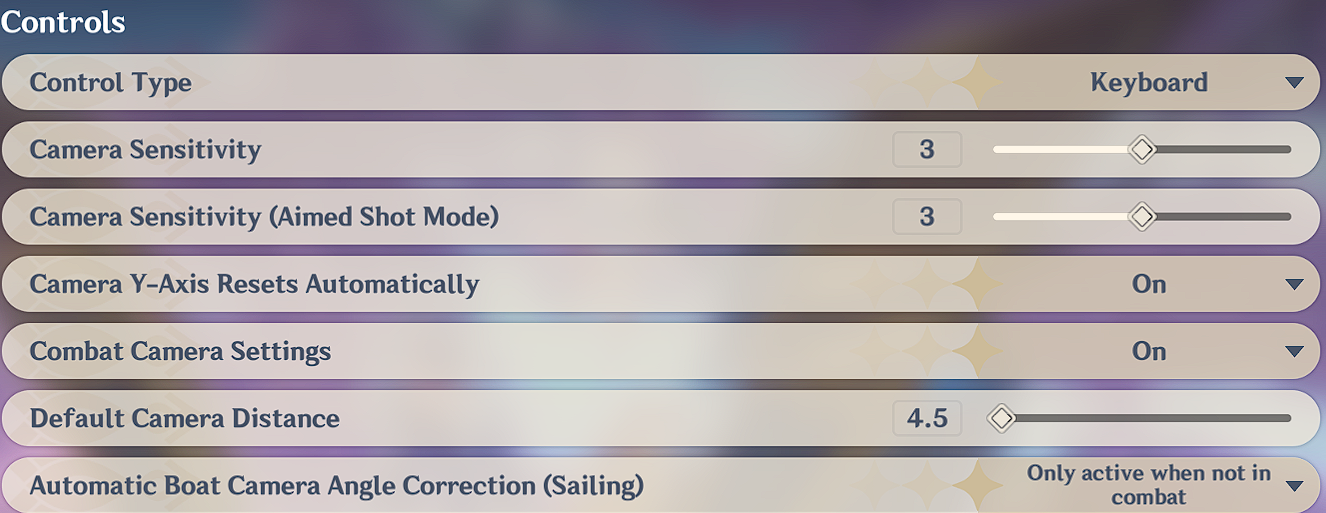 Controls
Control Type Keyboard
Camera Sensitivity 3
Camera Sensitivity (Aimed Shot Mode) 3
Camera Y-Axis Resets Automatically On
Combat Camera Settings On
Default Camera Distance 4.5
Automatic Boat Camera Angle Correction (Sailing) Only active when not in
combat